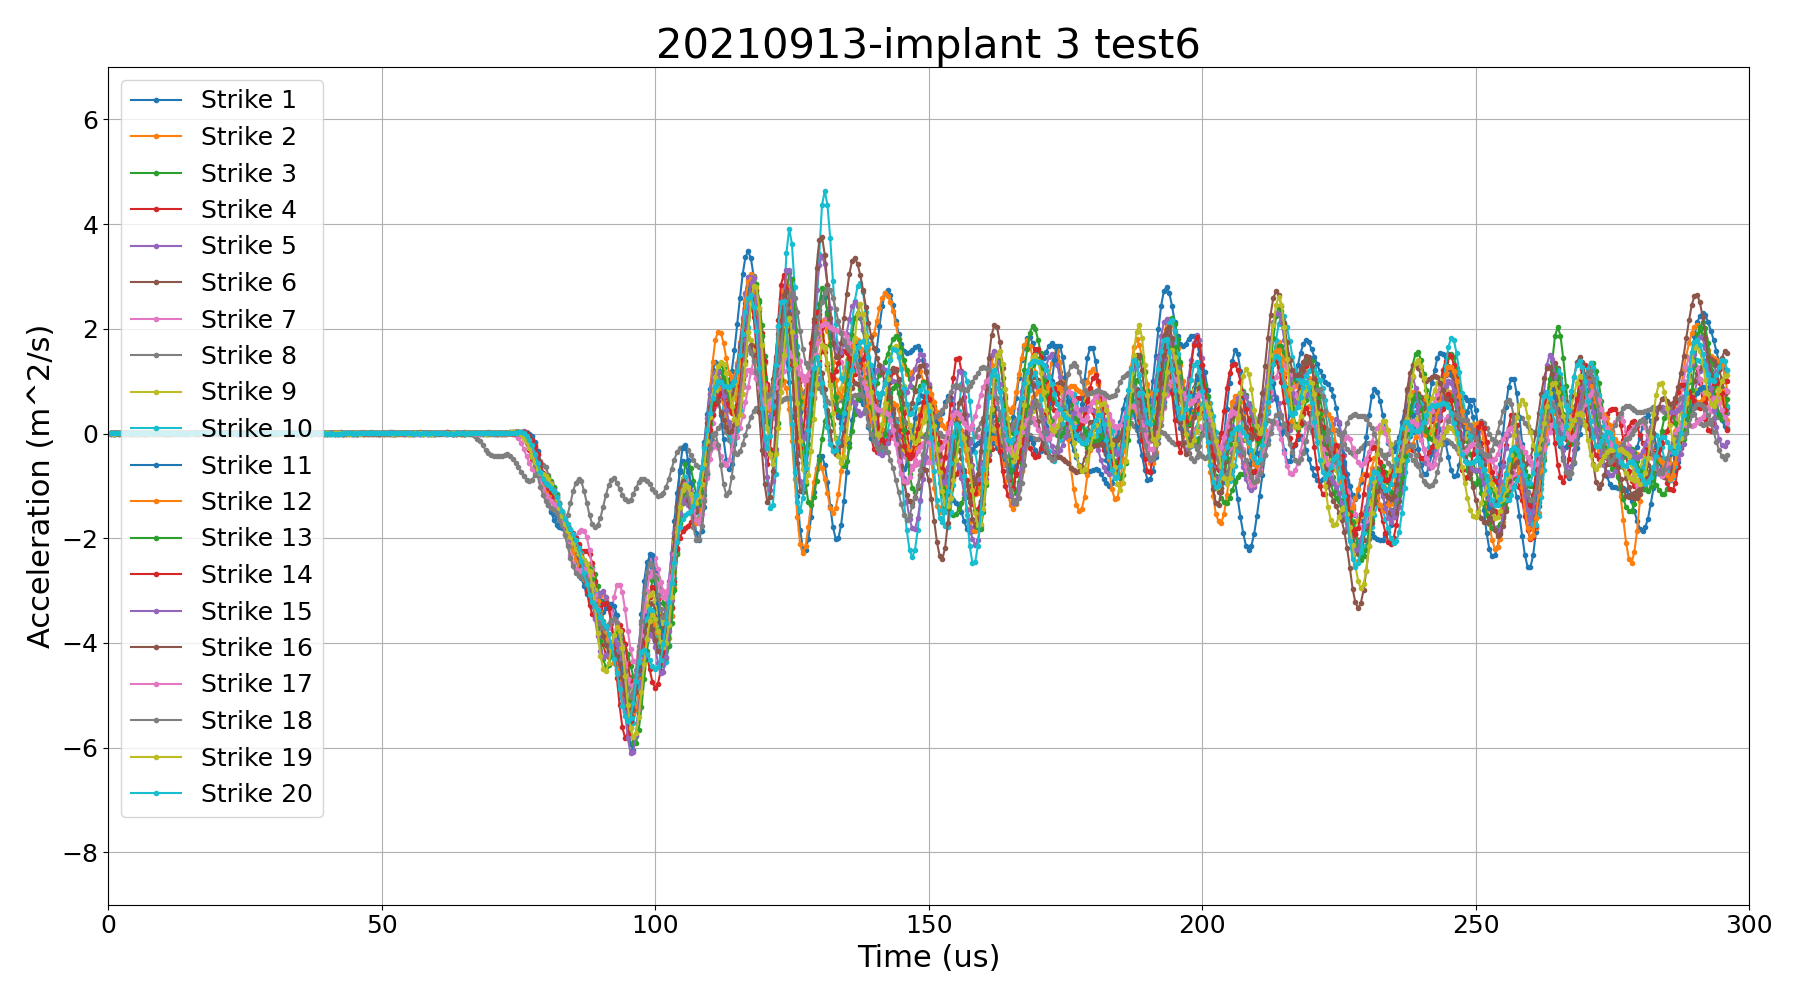 20210913-implant 3 test6
Strike 1
Strike 2
Strike 3
Strike 4
Strike 5
Strike 6
Strike 7
Strike 8
Strike 9
Strike 10
Strike 11
Strike 12
Strike 13
Strike 14
Strike 15
Strike 16
Strike 17
Strike 18
Strike 19
Strike 20
6
4
2
0
−2
−4
−6
−8
Acceleration (m^2/s)
0 50 100 150 200 250 300
Time (us)